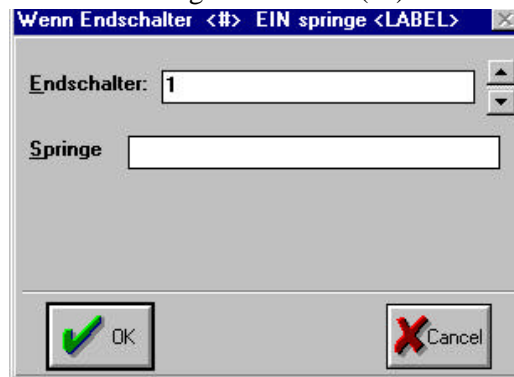 Wenn Endschalter <#> EIN springe <LABEL>
Endschalter: 1
Springe
OK Cancel